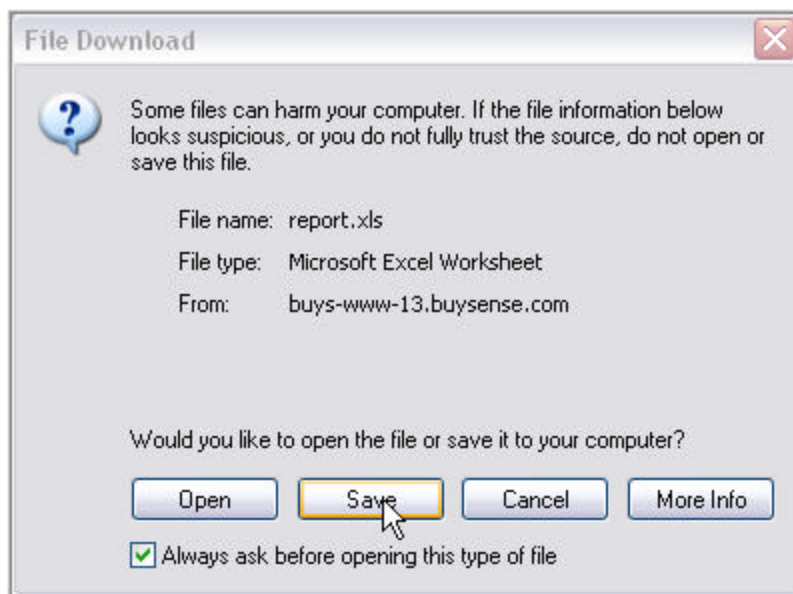 File Download
Some files can harm your computer. If the file information below
looks suspicious, or you do not fully trust the source, do not open or
save this file.
File name: report.xls
File type: Microsoft Excel Worksheet
From: buys-www-13.buysense.com
Would you like to open the file or save it to your computer?
Open Save Cancel More Info
Always ask before opening this type of file